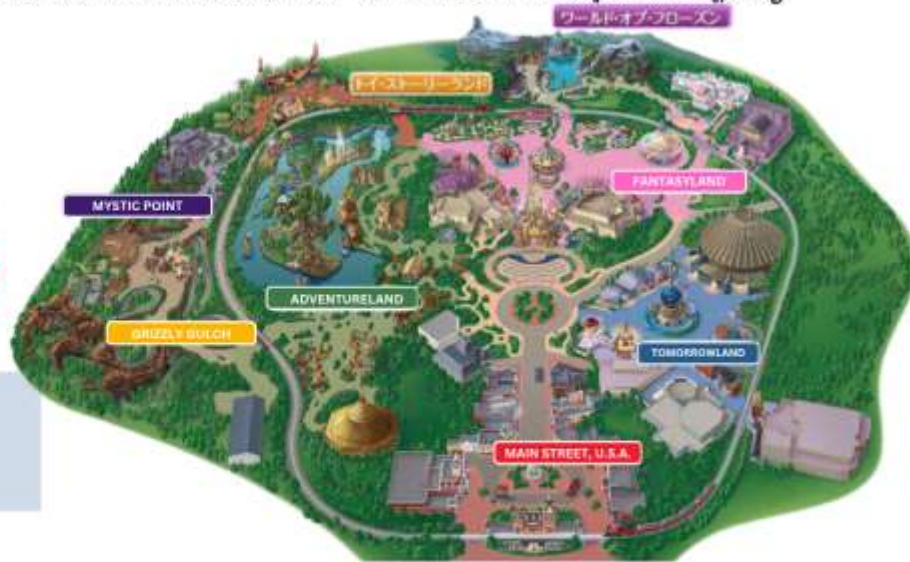 ワールド・オブ・フローズン
トイ・ストーリーランド
FANTASYLAND
MYSTIC POINT
ADVENTURELAND
GRIZZLY GULCH
TOMORROWLAND
MAIN STREET, U.S.A.